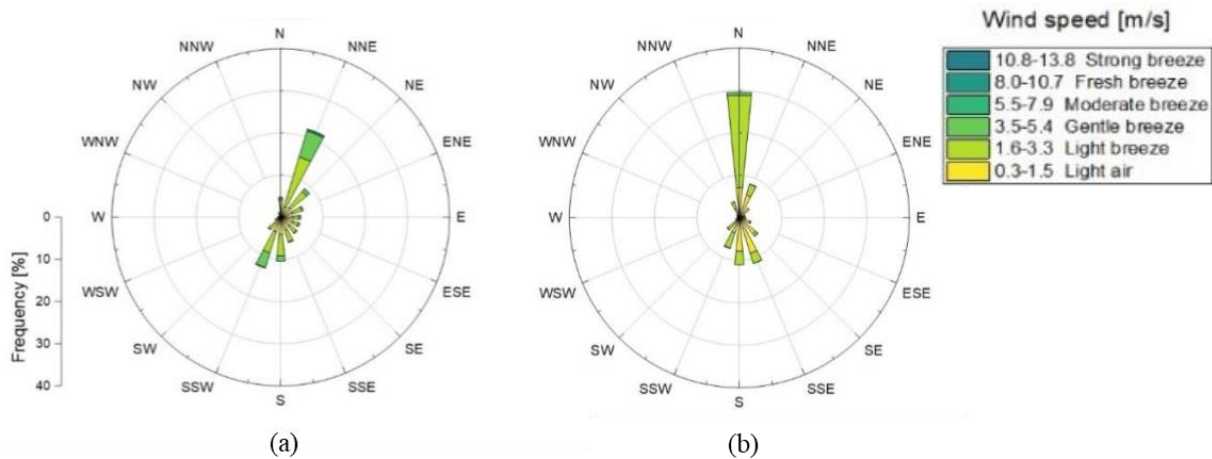 Wind speed [m/s]
10.8-13.8 Strong breeze
8.0-10.7 Fresh breeze
5.5-7.9 Moderate breeze
3.5-5.4 Gentle breeze
1.6-3.3 Light breeze
0.3-1.5 Light air
N
NNE
NE
ENE
E
ESE
SE
SSE
S
SSW
SW
WSW
W
WNW
NW
NNW
Frequency [%]
0
10
20
30
40
(a)
N
NNE
NE
ENE
E
ESE
SE
SSE
S
SSW
SW
WSW
W
WNW
NW
NNW
(b)